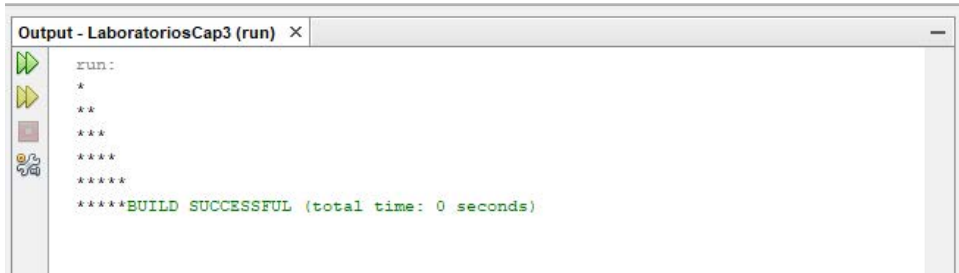 Output - LaboratoriosCap3 (run) ×
run:
*
**
***
****
*****
*****BUILD SUCCESSFUL (total time: 0 seconds)